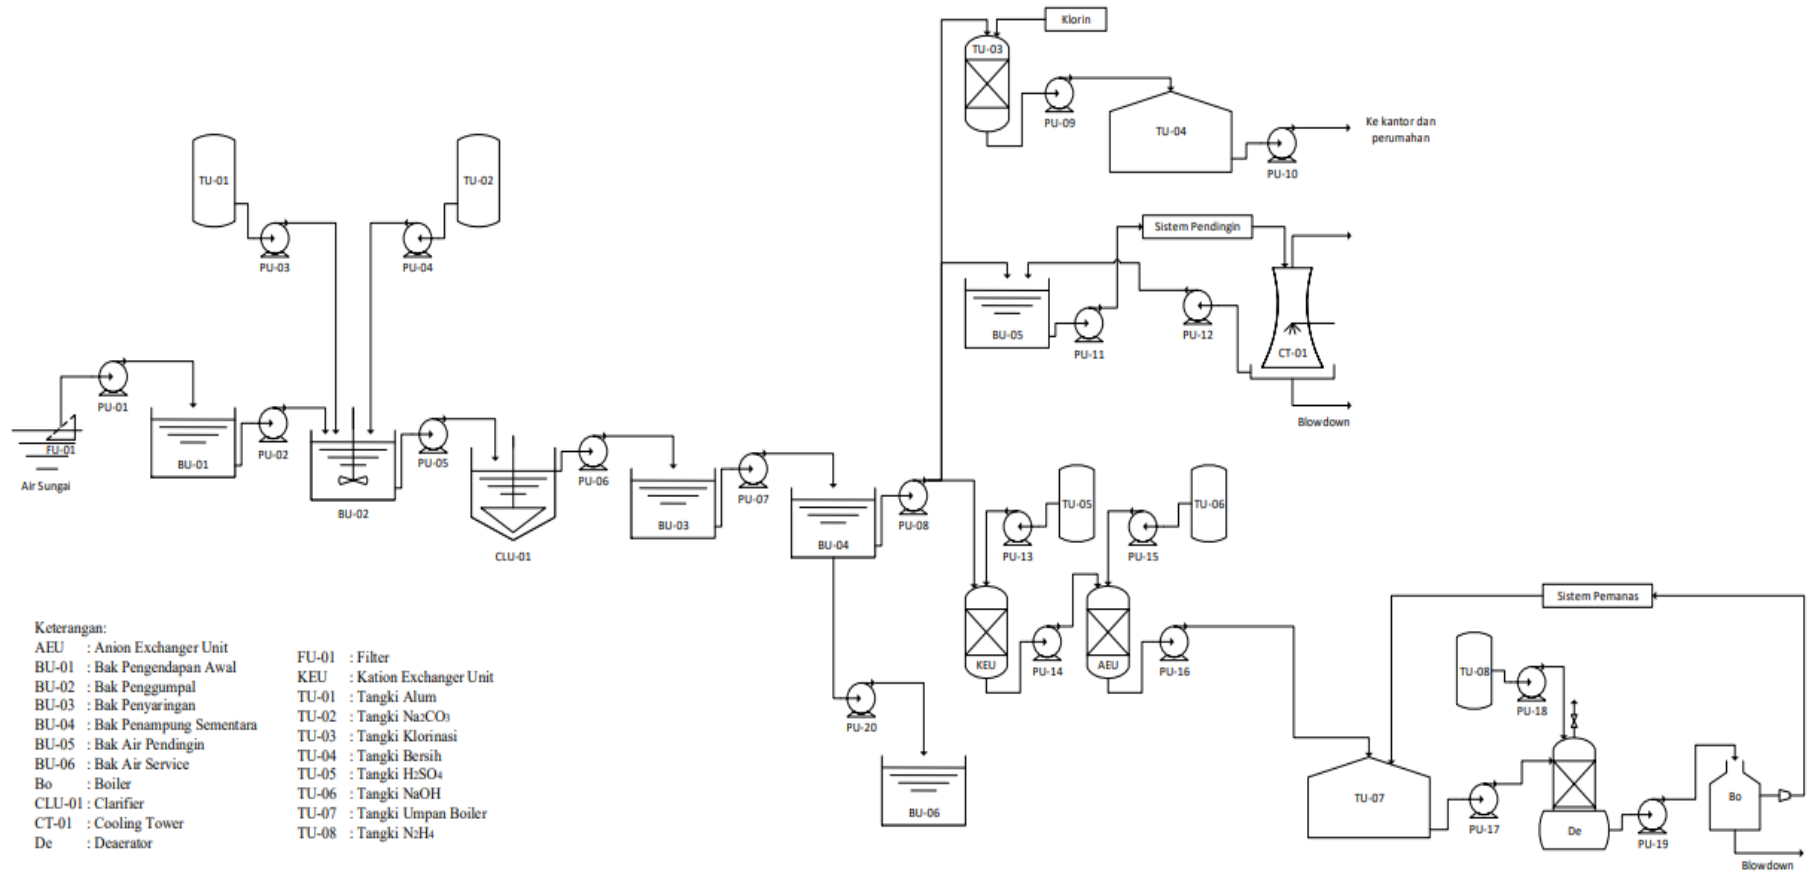 Klorin
TU-03
PU-09
TU-04
Ke kantor dan
perumahan
PU-10
TU-01
TU-02
PU-03
PU-04
Sistem Pendingin
BU-05
PU-11
PU-12
CT-01
Blowdown
PU-01
FU-01
Air Sungai
BU-01
PU-02
BU-02
PU-05
CLU-01
PU-06
BU-03
PU-07
BU-04
PU-08
TU-05
PU-13
TU-06
PU-15
KEU
PU-14
AEU
PU-16
PU-20
BU-06
Sistem Pemanas
TU-08
PU-18
TU-07
PU-17
De
PU-19
Bo
Blowdown
Keterangan:
AEU : Anion Exchanger Unit
BU-01 : Bak Pengendapan Awal
BU-02 : Bak Penggumpal
BU-03 : Bak Penyaringan
BU-04 : Bak Penampung Sementara
BU-05 : Bak Air Pendingin
BU-06 : Bak Air Service
Bo : Boiler
CLU-01 : Clarifier
CT-01 : Cooling Tower
De : Deaerator
FU-01 : Filter
KEU : Kation Exchanger Unit
TU-01 : Tangki Alum
TU-02 : Tangki Na2CO3
TU-03 : Tangki Klorinasi
TU-04 : Tangki Bersih
TU-05 : Tangki H2SO4
TU-06 : Tangki NaOH
TU-07 : Tangki Umpan Boiler
TU-08 : Tangki N2H4